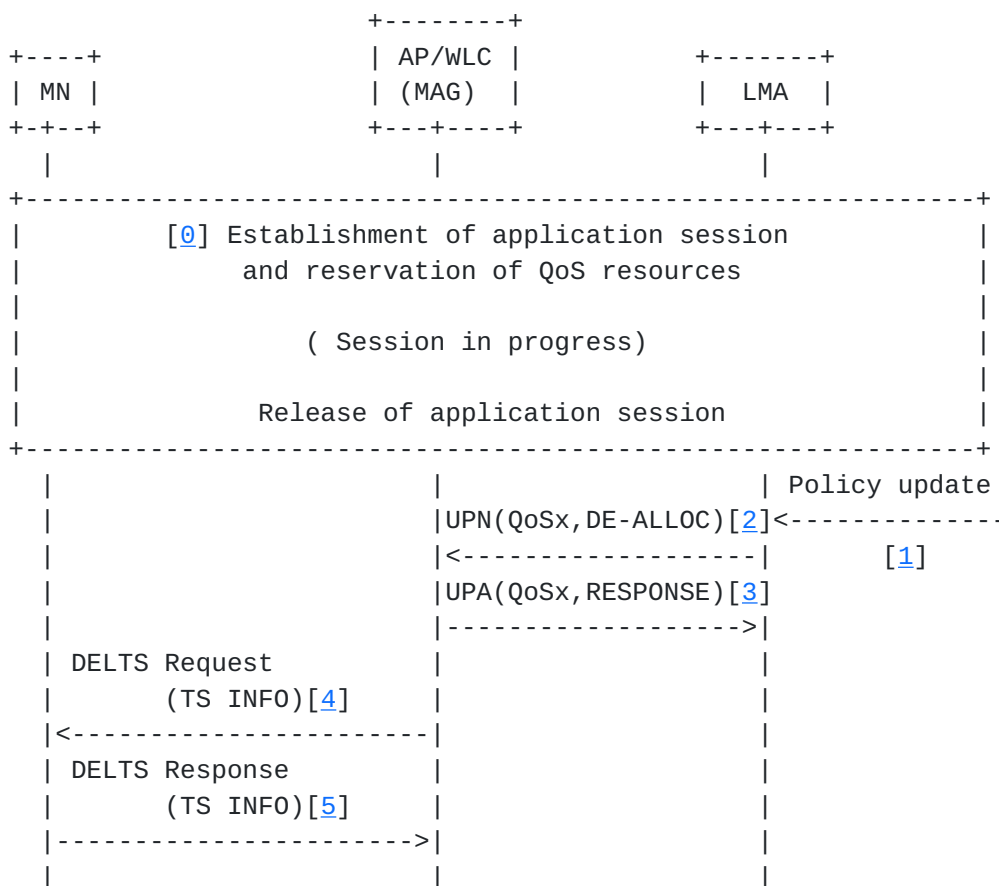 +--------+
+----+                 | AP/WLC |           +-------+
| MN |                 | (MAG)  |           |  LMA  |
+-+--+                 +---+----+           +---+---+
  |                        |                    |
+-------------------------------------------------------------+
|         [0] Establishment of application session            |
|              and reservation of QoS resources               |
|                                                             |
|                  ( Session in progress)                     |
|                                                             |
|               Release of application session                |
+-------------------------------------------------------------+
  |                        |                    | Policy update
  |                        |UPN(QoSx,DE-ALLOC)[2]<--------------
  |                        |<-------------------|       [1]
  |                        |UPA(QoSx,RESPONSE)[3]
  |                        |------------------->|
  | DELTS Request          |                    |
  |       (TS INFO)[4]     |                    |
  |<-----------------------|                    |
  | DELTS Response         |                    |
  |       (TS INFO)[5]     |                    |
  |----------------------->|                    |
  |                        |                    |